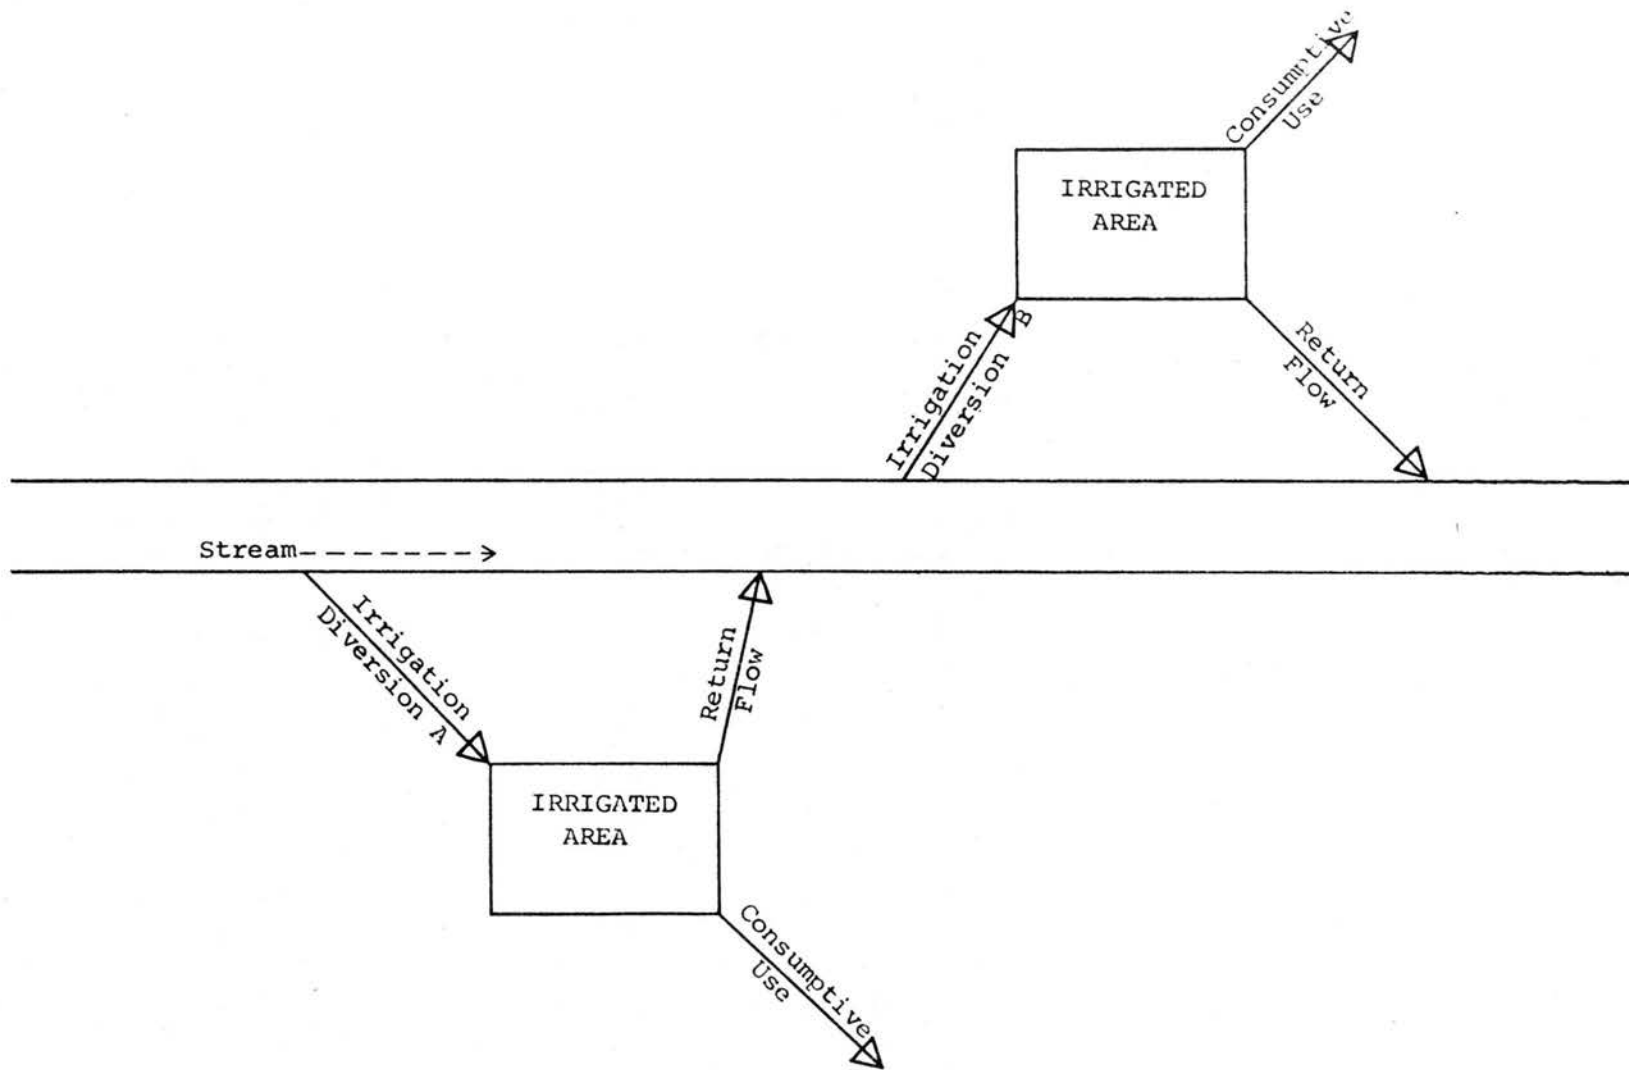 Consumptive
Use
IRRIGATED
AREA
Irrigation
Diversion B
Return
Flow
Stream
Irrigation
Diversion A
Return
Flow
IRRIGATED
AREA
Consumptive
Use